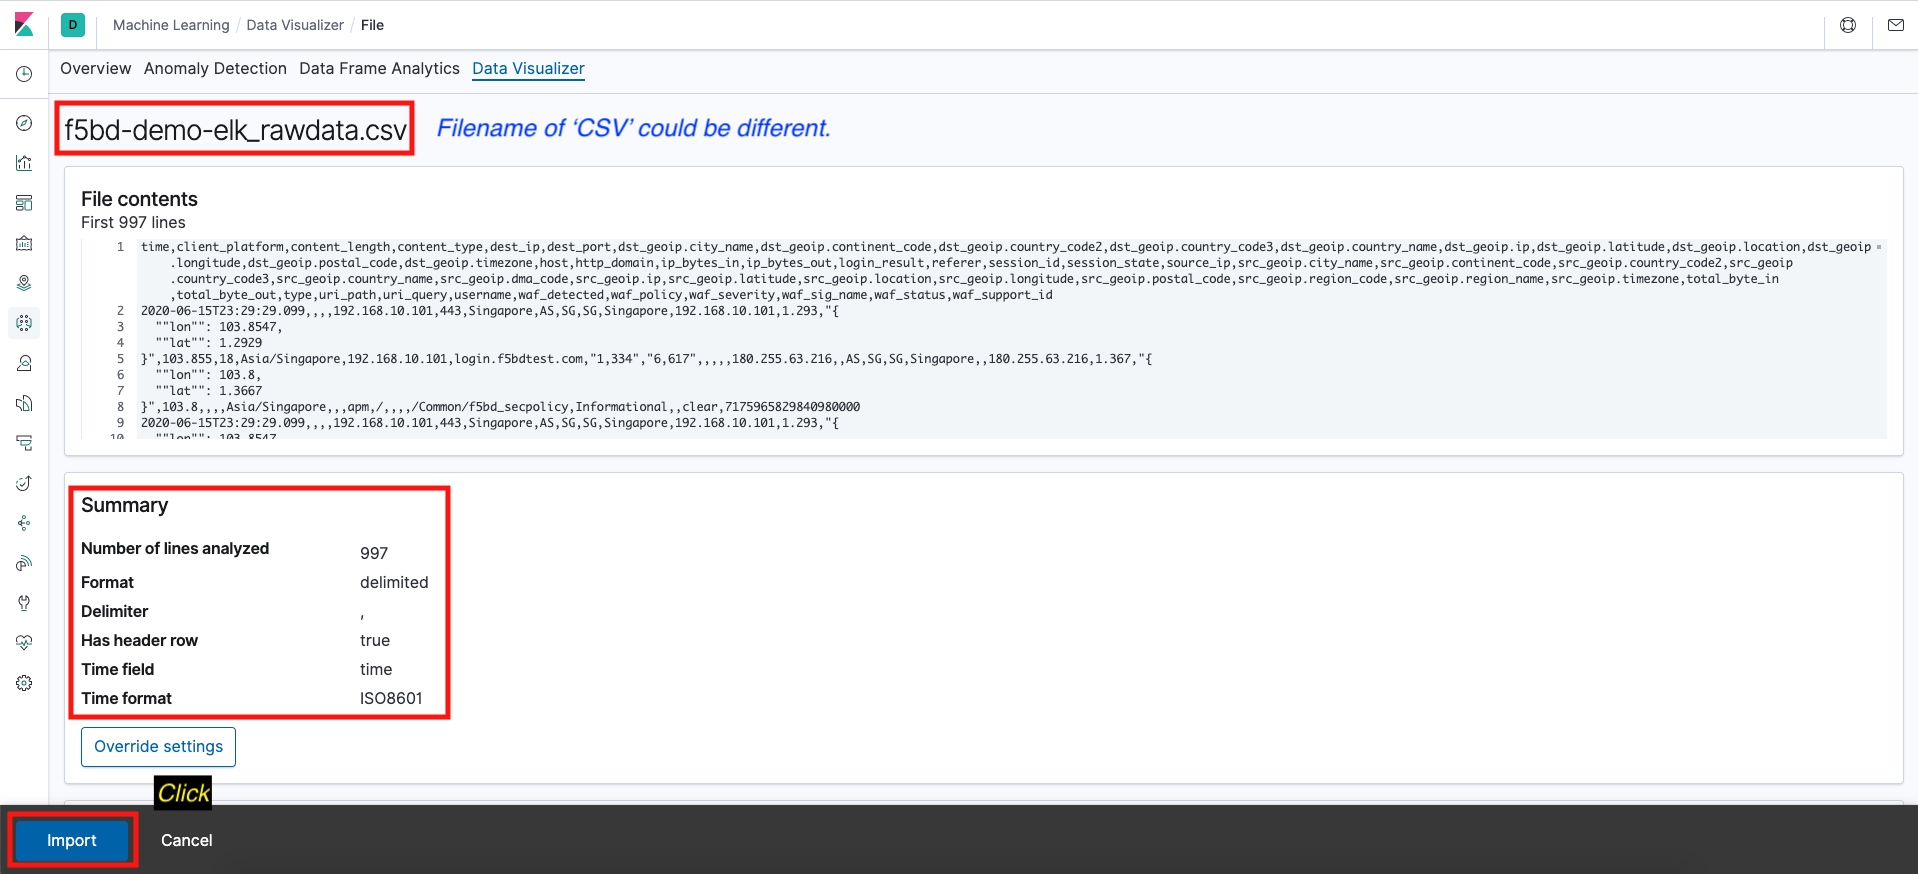 D
Machine Learning / Data Visualizer / File
Overview Anomaly Detection Data Frame Analytics Data Visualizer
f5bd-demo-elk_rawdata.csv
Filename of ‘CSV’ could be different.
File contents
First 997 lines
1 time,client_platform,content_length,content_type,dest_ip,dest_port,dst_geoip.city_name,dst_geoip.continent_code,dst_geoip.country_code2,dst_geoip.country_code3,dst_geoip.country_name,dst_geoip.ip,dst_geoip.latitude,dst_geoip.location,dst_geoip
.longitude,dst_geoip.postal_code,dst_geoip.timezone,host,http_domain,ip_bytes_in,ip_bytes_out,login_result,referer,session_id,session_state,source_ip,src_geoip.city_name,src_geoip.continent_code,src_geoip.country_code2,src_geoip
.country_code3,src_geoip.country_name,src_geoip.dma_code,src_geoip.ip,src_geoip.latitude,src_geoip.location,src_geoip.longitude,src_geoip.postal_code,src_geoip.region_code,src_geoip.region_name,src_geoip.timezone,total_byte_in
,total_byte_out,type,uri_path,uri_query,username,waf_detected,waf_policy,waf_severity,waf_sig_name,waf_status,waf_support_id
2 2020-06-15T23:29:29.099,,,,192.168.10.101,443,Singapore,AS,SG,SG,Singapore,192.168.10.101,1.293,"{
3 ""lon"": 103.8547,
4 ""lat"": 1.2929
5 }",103.855,18,Asia/Singapore,192.168.10.101,login.f5bdtest.com,"1,334","6,617",,,,,180.255.63.216,,AS,SG,SG,Singapore,,180.255.63.216,1.367,"{
6 ""lon"": 103.8,
7 ""lat"": 1.3667
8 }",103.8,,,,Asia/Singapore,,,apm,/,,,,/Common/f5bd_secpolicy,Informational,,clear,7175965829840980000
9 2020-06-15T23:29:29.099,,,,192.168.10.101,443,Singapore,AS,SG,SG,Singapore,192.168.10.101,1.293,"{
10 ""lon"": 103.8547
Summary
Number of lines analyzed 997
Format delimited
Delimiter ,
Has header row true
Time field time
Time format ISO8601
Override settings
Click
Import Cancel